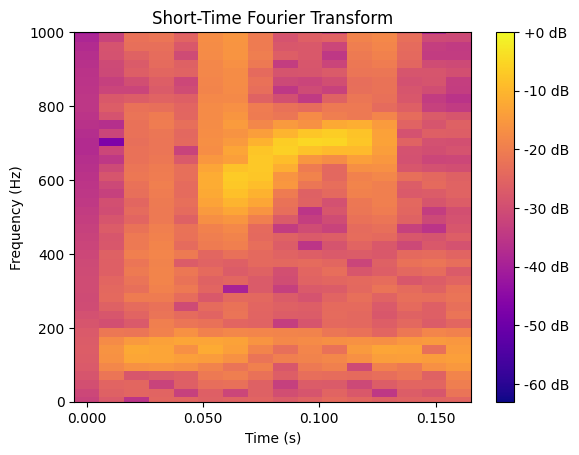 Short-Time Fourier Transform
1000
800
600
400
200
0
Frequency (Hz)
0.000
0.050
0.100
0.150
Time (s)
+0 dB
-10 dB
-20 dB
-30 dB
-40 dB
-50 dB
-60 dB